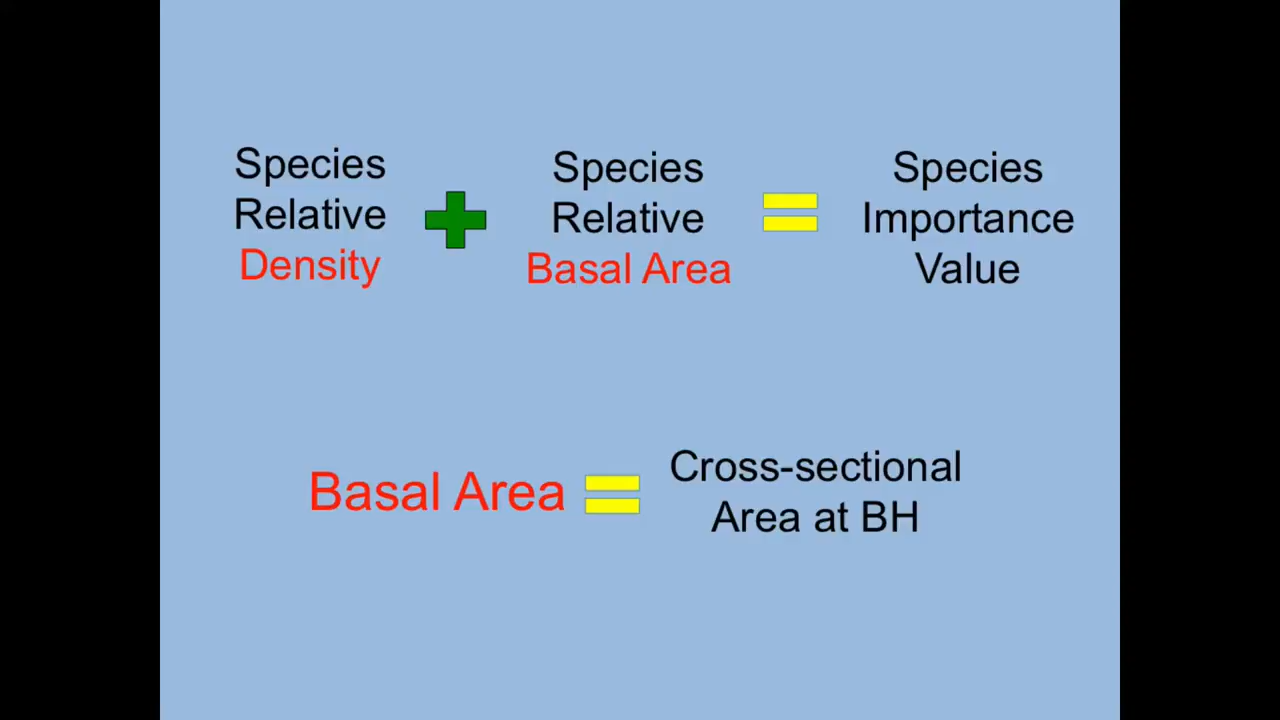 Species
Relative
Density
Species
Relative
Basal Area
Species
Importance
Value
Basal Area
Cross-sectional
Area at BH